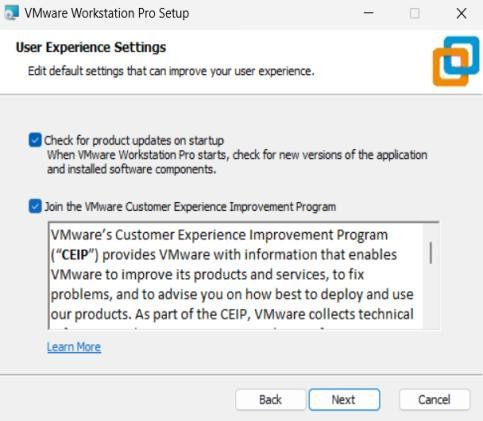 VMware Workstation Pro Setup
User Experience Settings
Edit default settings that can improve your user experience.
Check for product updates on startup
When VMware Workstation Pro starts, check for new versions of the application
and installed software components.
Join the VMware Customer Experience Improvement Program
VMware's Customer Experience Improvement Program
("CEIP") provides VMware with information that enables
VMware to improve its products and services, to fix
problems, and to advise you on how best to deploy and use
our products. As part of the CEIP, VMware collects technical
Learn More
Back Next Cancel